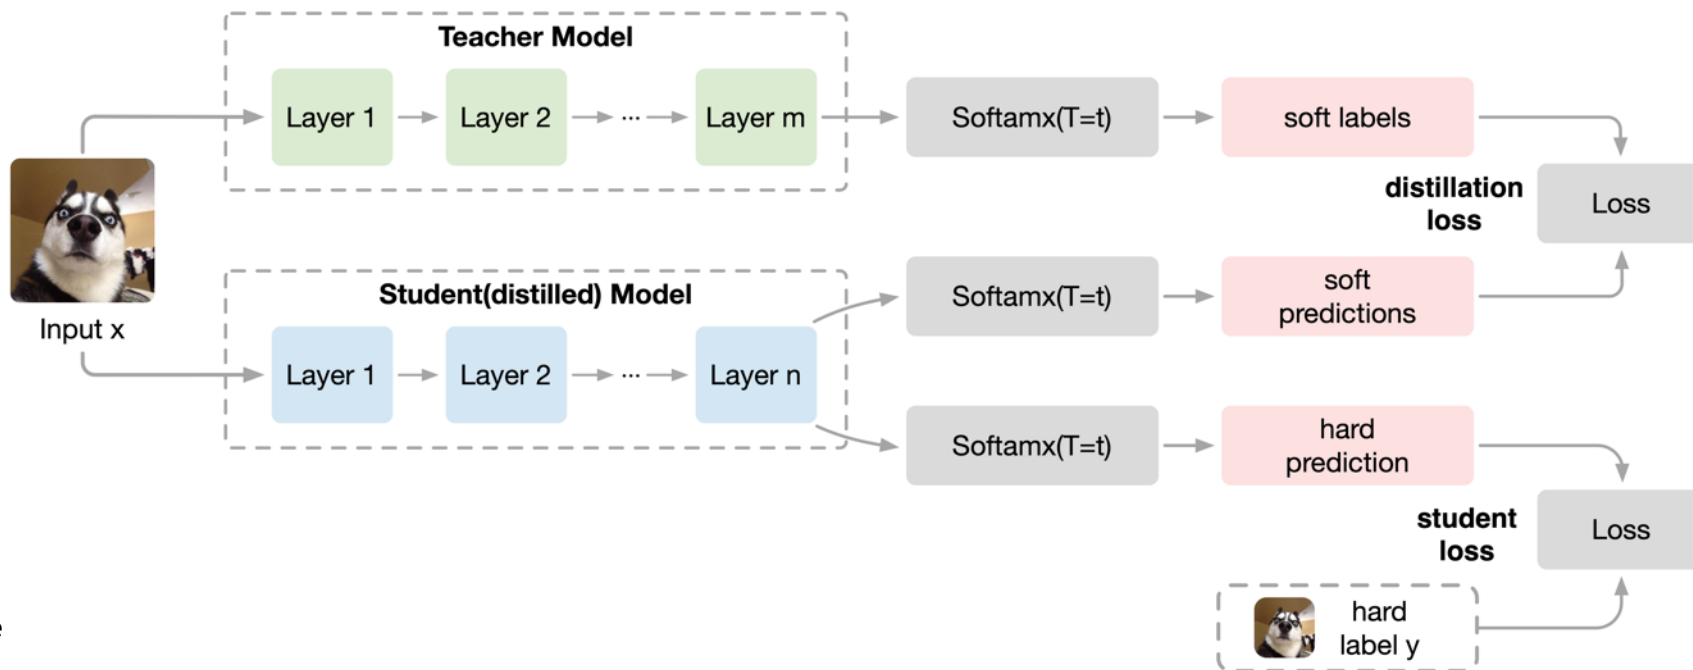 Teacher Model
Layer 1
Layer 2
...
Layer m
Softamx(T=t)
soft labels
distillation
loss
Loss
Input x
Student(distilled) Model
Layer 1
Layer 2
...
Layer n
Softamx(T=t)
soft
predictions
Softamx(T=t)
hard
prediction
student
loss
Loss
hard
label y
e